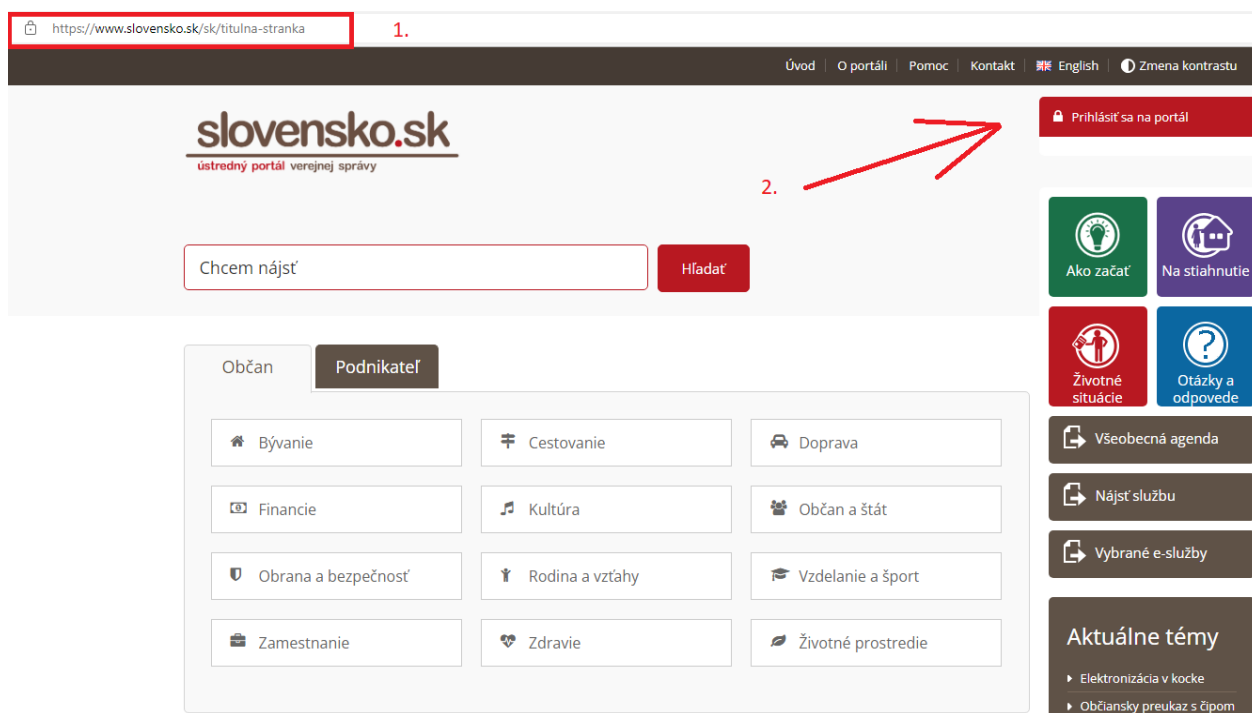 https://www.slovensko.sk/sk/titulna-stranka
1.
Úvod
O portáli
Pomoc
Kontakt
English
Zmena kontrastu
slovensko.sk
ústredný portál verejnej správy
Prihlásiť sa na portál
2.
Chcem nájsť
Hľadať
Ako začať
Na stiahnutie
Životné
situácie
Otázky a
odpovede
Občan
Podnikateľ
Bývanie
Cestovanie
Doprava
Financie
Kultúra
Občan a štát
Obrana a bezpečnosť
Rodina a vzťahy
Vzdelanie a šport
Zamestnanie
Zdravie
Životné prostredie
Všeobecná agenda
Nájsť službu
Vybrané e-služby
Aktuálne témy
Elektronizácia v kocke
Občiansky preukaz s čipom